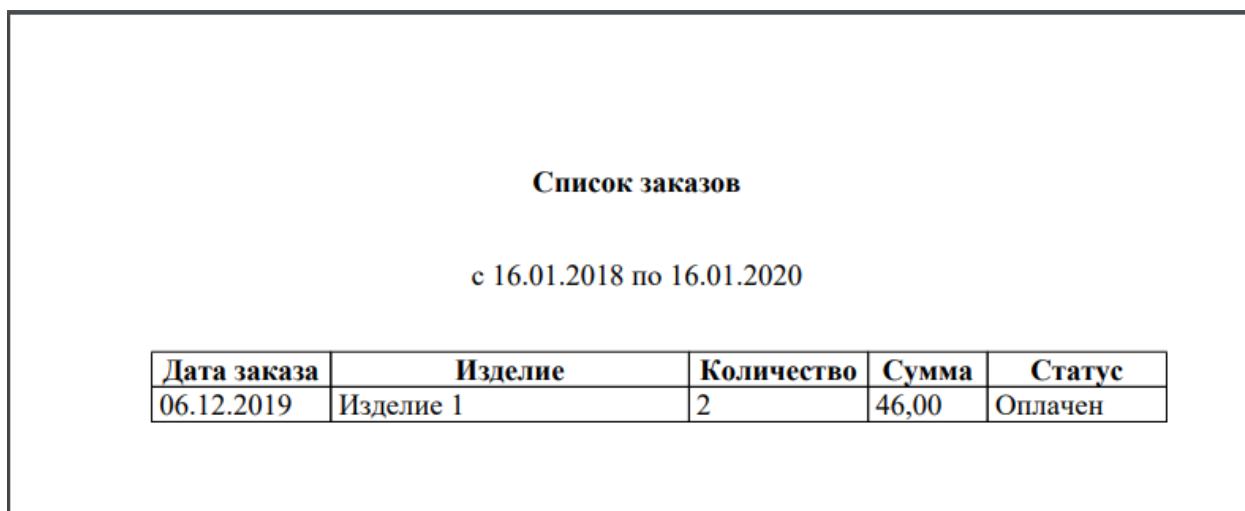 Список заказов
с 16.01.2018 по 16.01.2020
Дата заказа Изделие Количество Сумма Статус
06.12.2019 Изделие 1 2 46,00 Оплачен